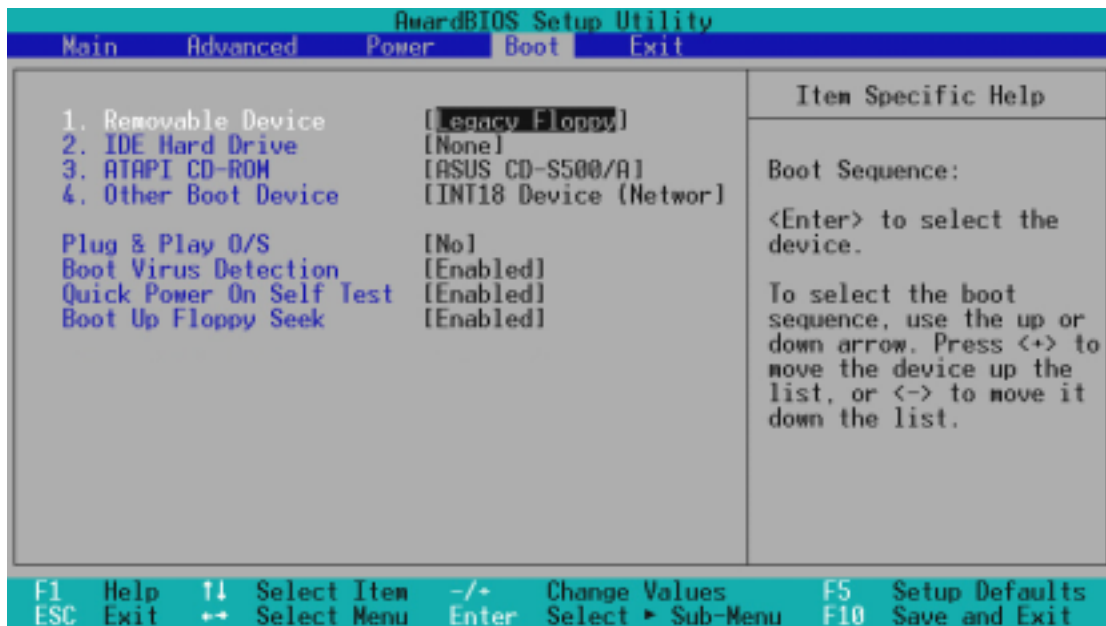 AwardBIOS Setup Utility
Main Advanced Power Boot Exit
1. Removable Device [Legacy Floppy]
2. IDE Hard Drive [None]
3. ATAPI CD-ROM [ASUS CD-S500/A]
4. Other Boot Device [INT18 Device (Networ]
Plug & Play O/S [No]
Boot Virus Detection [Enabled]
Quick Power On Self Test [Enabled]
Boot Up Floppy Seek [Enabled]
Item Specific Help
Boot Sequence:
<Enter> to select the
device.
To select the boot
sequence, use the up or
down arrow. Press <+> to
move the device up the
list, or <-> to move it
down the list.
F1 Help ↑↓ Select Item -/+ Change Values F5 Setup Defaults
ESC Exit ←→ Select Menu Enter Select ► Sub-Menu F10 Save and Exit